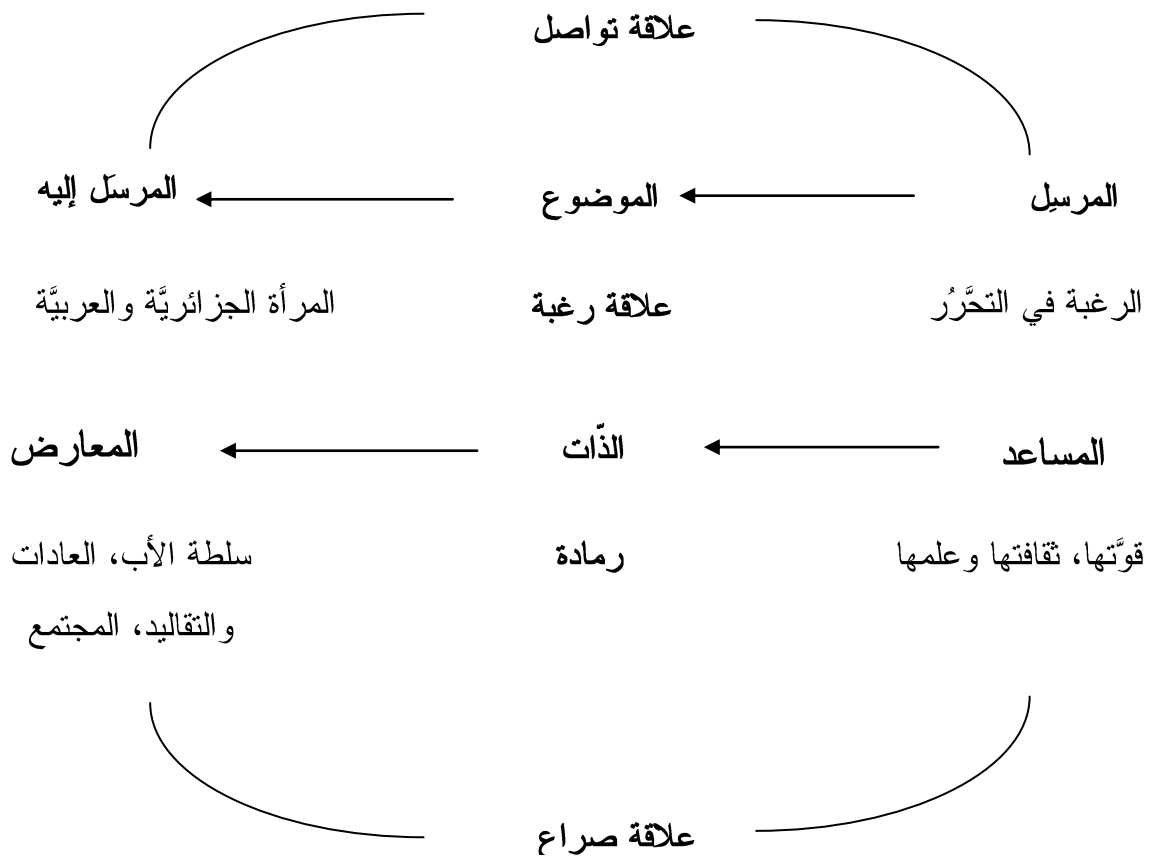 علاقة تواصل
المرسِل الموضوع المرسَل إليه
الرغبة في التحَّررُ علاقة رغبة المرأة الجزائريَّة والعربيَّة
المساعد الذّات المعارض
قوَّتها، ثقافتها وعلمها رمادة سلطة الأب، العادات
والتقاليد، المجتمع
علاقة صراع